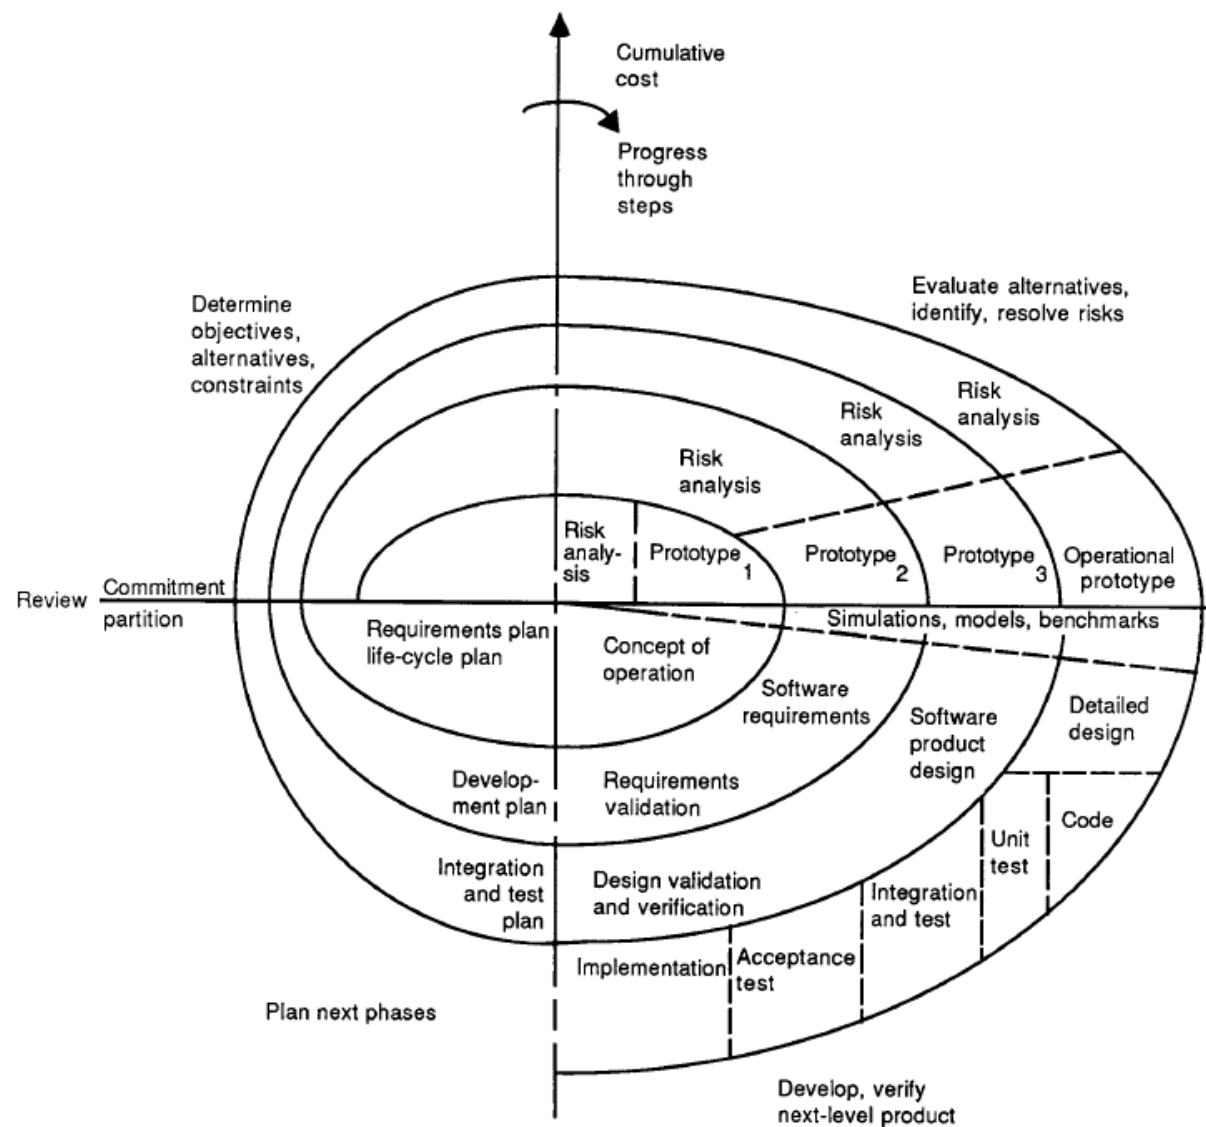 Cumulative
cost
Progress
through
steps
Determine
objectives,
alternatives,
constraints
Evaluate alternatives,
identify, resolve risks
Risk
analysis
Risk
analysis
Risk
analysis
Risk
analy-
sis
Prototype 1
Prototype 2
Prototype 3
Operational
prototype
Review
Commitment
partition
Simulations, models, benchmarks
Requirements plan
life-cycle plan
Concept of
operation
Software
requirements
Software
product
design
Detailed
design
Develop-
ment plan
Requirements
validation
Code
Unit
test
Integration
and test
plan
Design validation
and verification
Integration
and test
Acceptance
test
Implementation
Plan next phases
Develop, verify
next-level product